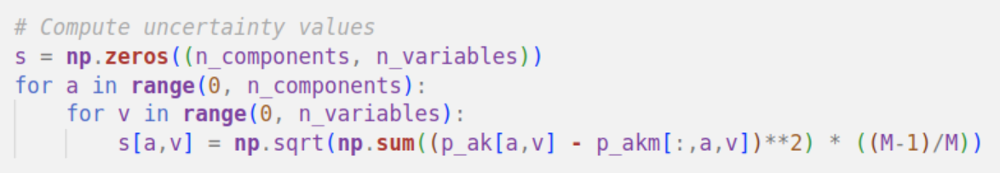 # Compute uncertainty values
s = np.zeros((n_components, n_variables))
for a in range(0, n_components):
    for v in range(0, n_variables):
        s[a,v] = np.sqrt(np.sum((p_ak[a,v] - p_akm[:,a,v])**2) * ((M-1)/M))